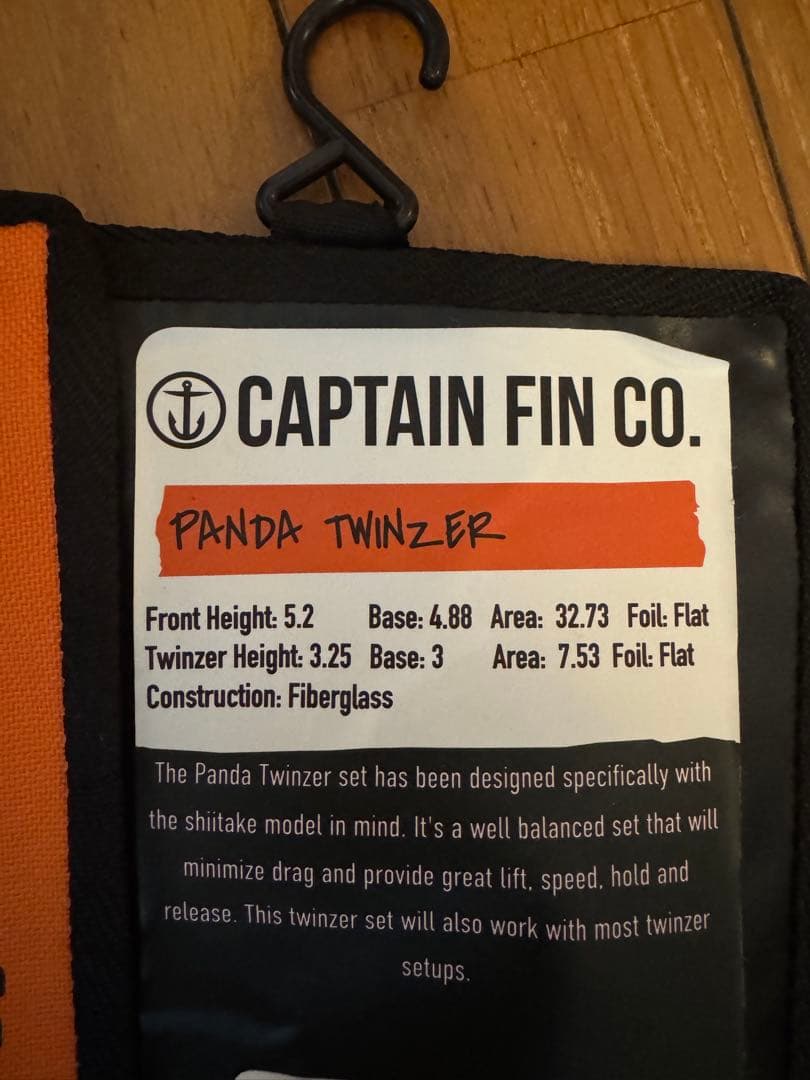 CAPTAIN FIN CO.
PANDA TWINZER
Front Height: 5.2 Base: 4.88 Area: 32.73 Foil: Flat
Twinzer Height: 3.25 Base: 3 Area: 7.53 Foil: Flat
Construction: Fiberglass
The Panda Twinzer set has been designed specifically with
the shiitake model in mind. It's a well balanced set that will
minimize drag and provide great lift, speed, hold and
release. This twinzer set will also work with most twinzer
setups.